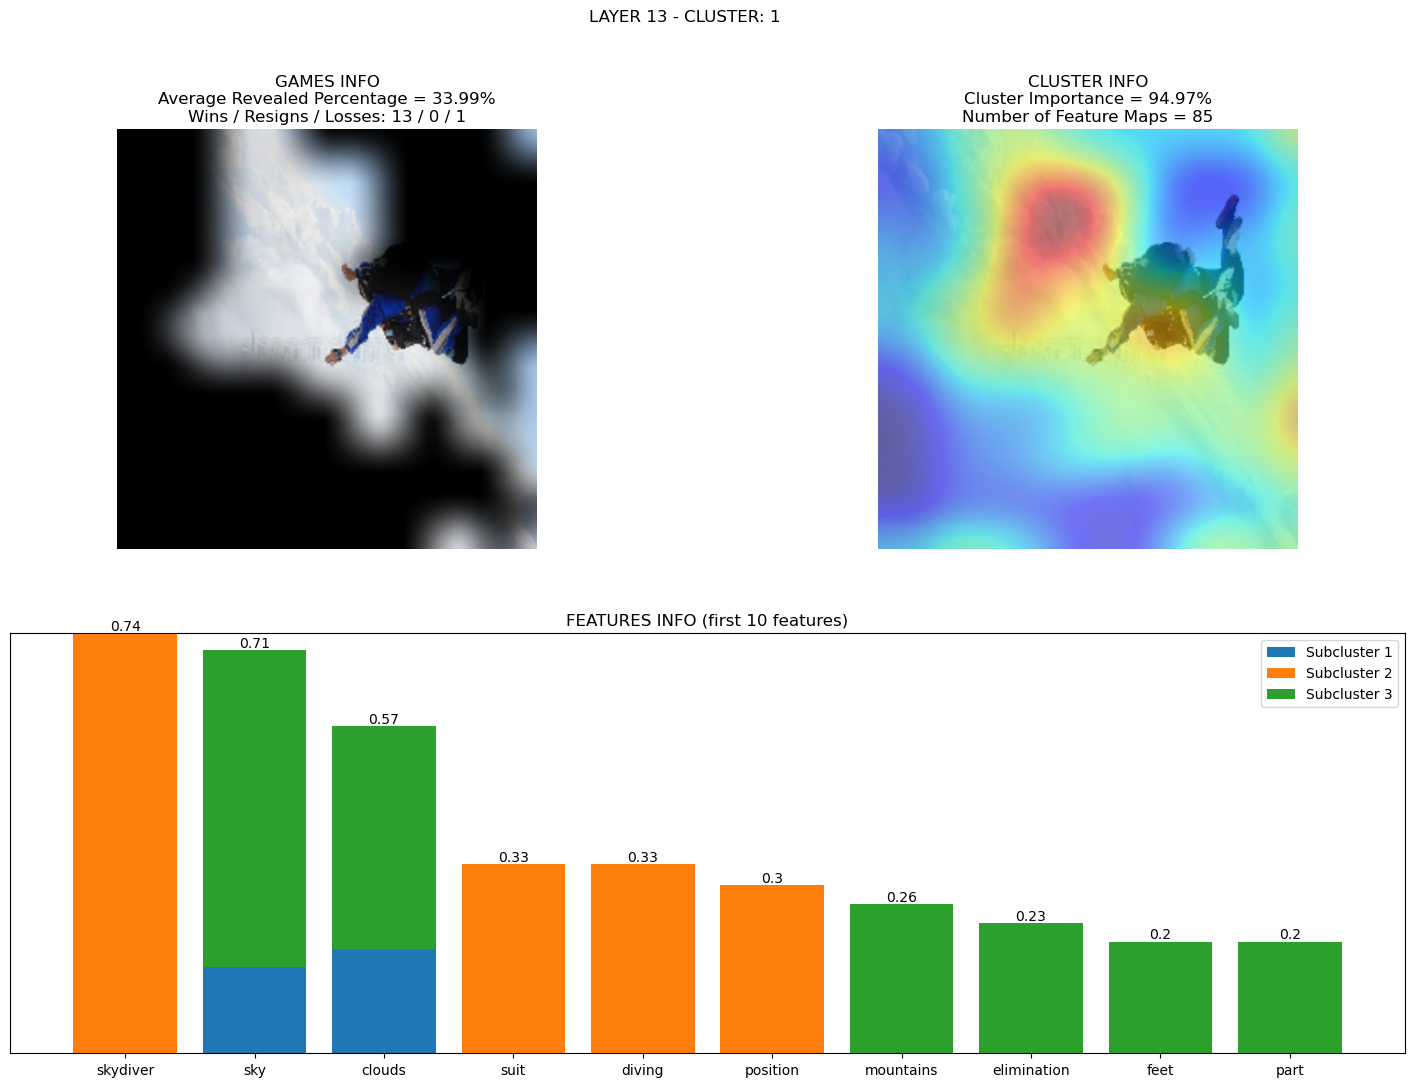 LAYER 13 - CLUSTER: 1
GAMES INFO
Average Revealed Percentage = 33.99%
Wins / Resigns / Losses: 13 / 0 / 1
CLUSTER INFO
Cluster Importance = 94.97%
Number of Feature Maps = 85
FEATURES INFO (first 10 features)
0.74
0.71
0.57
0.33
0.33
0.3
0.26
0.23
0.2
0.2
Subcluster 1
Subcluster 2
Subcluster 3
skydiver
sky
clouds
suit
diving
position
mountains
elimination
feet
part